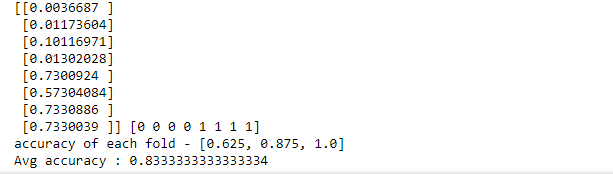 [[0.0036687 ]
 [0.01173604]
 [0.10116971]
 [0.01302028]
 [0.7300924 ]
 [0.57304084]
 [0.7330886 ]
 [0.7330039 ]] [0 0 0 0 1 1 1 1]
accuracy of each fold - [0.625, 0.875, 1.0]
Avg accuracy : 0.8333333333333334